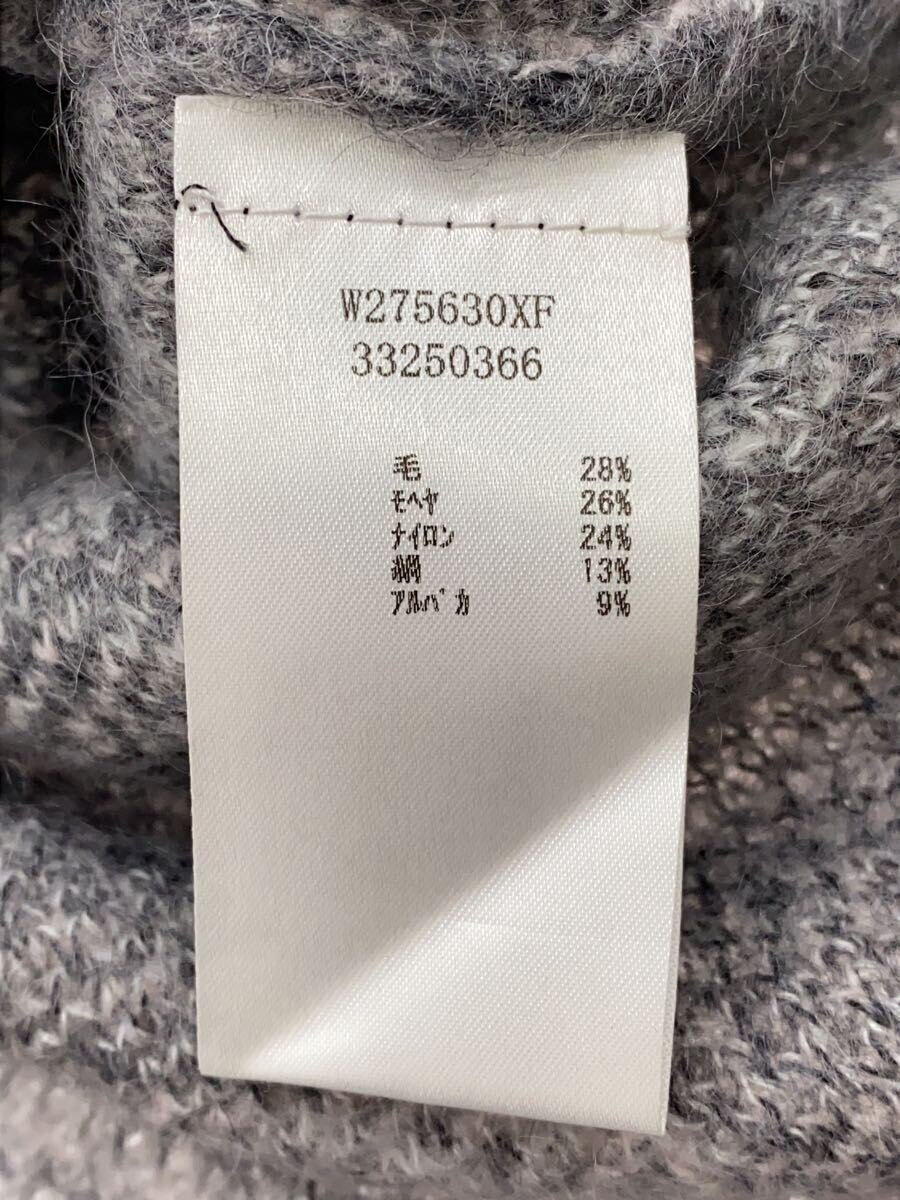 W275630XF
33250366
毛 28%
モヘヤ 26%
ナイロン 24%
綿 13%
アルパカ 9%